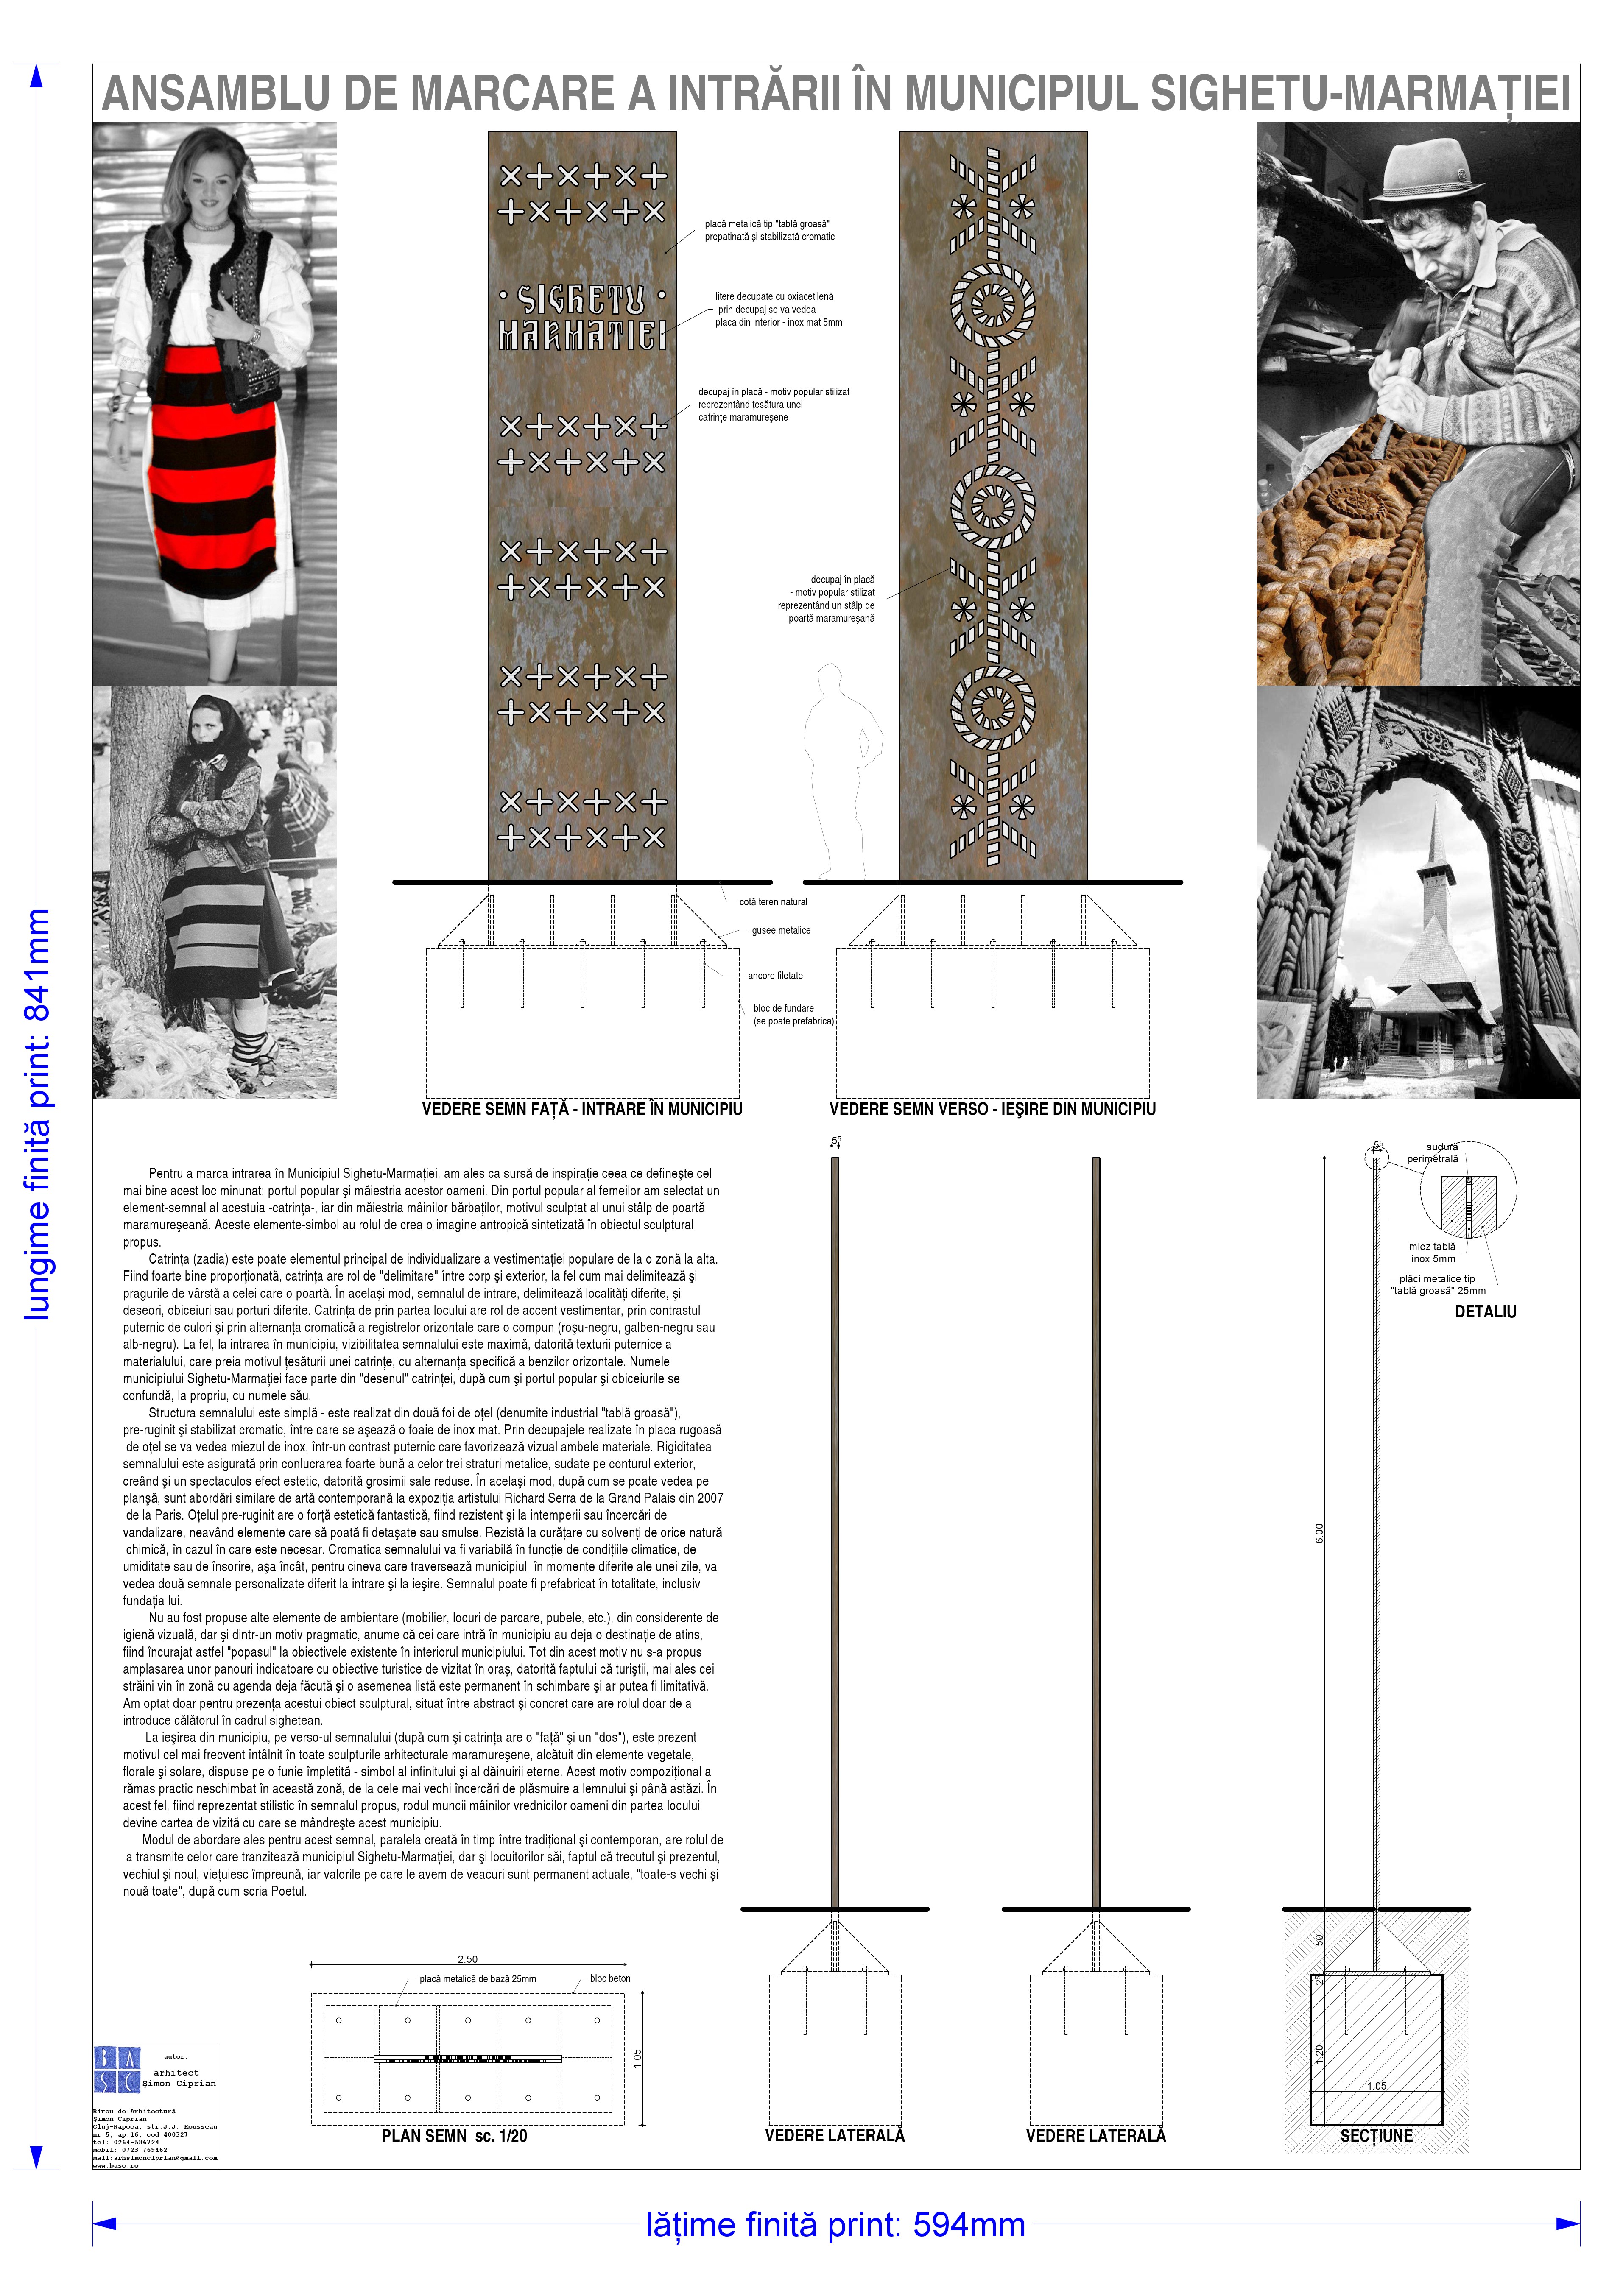 ANSAMBLU DE MARCARE A INTRĂRII ÎN MUNICIPIUL SIGHETU-MARMAȚIEI
placă metalică tip "tablă groasă"
prepatinată şi stabilizată cromatic
• SIGHETU •
MARMATIEI
litere decupate cu oxiacetilenă
-prin decupaj se va vedea
placa din interior - inox mat 5mm
decupaj în placă - motiv popular stilizat
reprezentând țesătura unei
catrințe maramureşene
decupaj în placă
- motiv popular stilizat
reprezentând un stâlp de
poartă maramureşană
cotă teren natural
gusee metalice
ancore filetate
bloc de fundare
(se poate prefabrica)
VEDERE SEMN FAȚĂ - INTRARE ÎN MUNICIPIU
VEDERE SEMN VERSO - IEŞIRE DIN MUNICIPIU
Pentru a marca intrarea în Municipiul Sighetu-Marmației, am ales ca sursă de inspirație ceea ce defineşte cel
mai bine acest loc minunat: portul popular şi măiestria acestor oameni. Din portul popular al femeilor am selectat un
element-semnal al acestuia -catrința-, iar din măiestria mâinilor bărbaților, motivul sculptat al unui stâlp de poartă
maramureşeană. Aceste elemente-simbol au rolul de crea o imagine antropică sintetizată în obiectul sculptural
propus.
Catrința (zadia) este poate elementul principal de individualizare a vestimentației populare de la o zonă la alta.
Fiind foarte bine proporționată, catrința are rol de "delimitare" între corp şi exterior, la fel cum mai delimitează şi
pragurile de vârstă a celei care o poartă. În acelaşi mod, semnalul de intrare, delimitează localități diferite, şi
deseori, obiceiuri sau porturi diferite. Catrința de prin partea locului are rol de accent vestimentar, prin contrastul
puternic de culori şi prin alternanța cromatică a registrelor orizontale care o compun (roşu-negru, galben-negru sau
alb-negru). La fel, la intrarea în municipiu, vizibilitatea semnalului este maximă, datorită texturii puternice a
materialului, care preia motivul țesăturii unei catrințe, cu alternanța specifică a benzilor orizontale. Numele
municipiului Sighetu-Marmației face parte din "desenul" catrinței, după cum şi portul popular şi obiceiurile se
confundă, la propriu, cu numele său.
Structura semnalului este simplă - este realizat din două foi de oțel (denumite industrial "tablă groasă"),
pre-ruginit şi stabilizat cromatic, între care se aşează o foaie de inox mat. Prin decupajele realizate în placa rugoasă
de oțel se va vedea miezul de inox, într-un contrast puternic care favorizează vizual ambele materiale. Rigiditatea
semnalului este asigurată prin conlucrarea foarte bună a celor trei straturi metalice, sudate pe conturul exterior,
creând şi un spectaculos efect estetic, datorită grosimii sale reduse. În acelaşi mod, după cum se poate vedea pe
planşă, sunt abordări similare de artă contemporană la expoziția artistului Richard Serra de la Grand Palais din 2007
de la Paris. Oțelul pre-ruginit are o forță estetică fantastică, fiind rezistent şi la intemperii sau încercări de
vandalizare, neavând elemente care să poată fi detaşate sau smulse. Rezistă la curățare cu solvenți de orice natură
chimică, în cazul în care este necesar. Cromatica semnalului va fi variabilă în funcție de condițiile climatice, de
umiditate sau de însorire, aşa încât, pentru cineva care traversează municipiul în momente diferite ale unei zile, va
vedea două semnale personalizate diferit la intrare şi la ieşire. Semnalul poate fi prefabricat în totalitate, inclusiv
fundația lui.
Nu au fost propuse alte elemente de ambientare (mobilier, locuri de parcare, pubele, etc.), din considerente de
igienă vizuală, dar şi dintr-un motiv pragmatic, anume că cei care intră în municipiu au deja o destinație de atins,
fiind încurajat astfel "popasul" la obiectivele existente în interiorul municipiului. Tot din acest motiv nu s-a propus
amplasarea unor panouri indicatoare cu obiective turistice de vizitat în oraş, datorită faptului că turiştii, mai ales cei
străini vin în zonă cu agenda deja făcută şi o asemenea listă este permanent în schimbare şi ar putea fi limitativă.
Am optat doar pentru prezența acestui obiect sculptural, situat între abstract şi concret care are rolul doar de a
introduce călătorul în cadrul sighetean.
La ieşirea din municipiu, pe verso-ul semnalului (după cum şi catrința are o "față" şi un "dos"), este prezent
motivul cel mai frecvent întâlnit în toate sculpturile arhitecturale maramureşene, alcătuit din elemente vegetale,
florale şi solare, dispuse pe o funie împletită - simbol al infinitului şi al dăinuirii eterne. Acest motiv compozițional a
rămas practic neschimbat în această zonă, de la cele mai vechi încercări de plăsmuire a lemnului şi până astăzi. În
acest fel, fiind reprezentat stilistic în semnalul propus, rodul muncii mâinilor vrednicilor oameni din partea locului
devine cartea de vizită cu care se mândreşte acest municipiu.
Modul de abordare ales pentru acest semnal, paralela creată în timp între tradițional şi contemporan, are rolul de
a transmite celor care tranzitează municipiul Sighetu-Marmației, dar şi locuitorilor săi, faptul că trecutul şi prezentul,
vechiul şi noul, viețuiesc împreună, iar valorile pe care le avem de veacuri sunt permanent actuale, "toate-s vechi şi
nouă toate", după cum scria Poetul.
5⁵
5⁵
sudură
perimetrală
miez tablă
inox 5mm
plăci metalice tip
"tablă groasă" 25mm
DETALIU
6.00
50
2⁵
1.20
1.05
2.50
placă metalică de bază 25mm
bloc beton
1.05
PLAN SEMN sc. 1/20
VEDERE LATERALĂ
VEDERE LATERALĂ
SECȚIUNE
BASC
autor:
arhitect
Şimon Ciprian
Birou de Arhitectură
Şimon Ciprian
Cluj-Napoca, str.J.J. Rousseau
nr.5, ap.16, cod 400327
tel: 0264-586724
mobil: 0723-769462
mail:arhsimonciprian@gmail.com
www.basc.ro
lungime finită print: 841mm
lățime finită print: 594mm